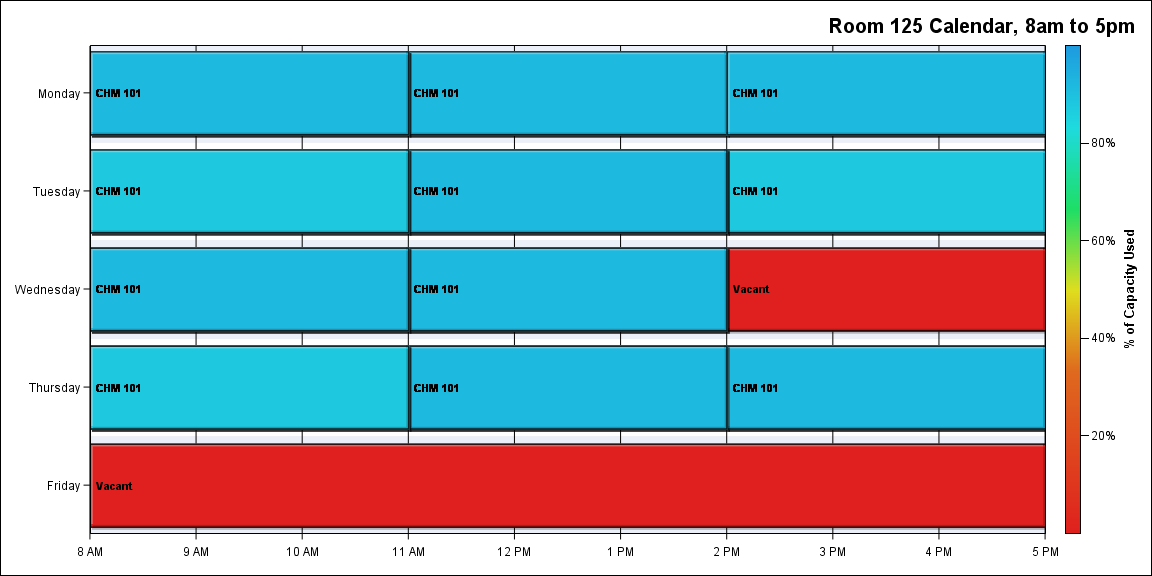 Room 125 Calendar, 8am to 5pm
Monday
CHM 101
CHM 101
CHM 101
80%
Tuesday
CHM 101
CHM 101
CHM 101
60%
% of Capacity Used
Wednesday
CHM 101
CHM 101
Vacant
40%
Thursday
CHM 101
CHM 101
CHM 101
20%
Friday
Vacant
8 AM
9 AM
10 AM
11 AM
12 PM
1 PM
2 PM
3 PM
4 PM
5 PM